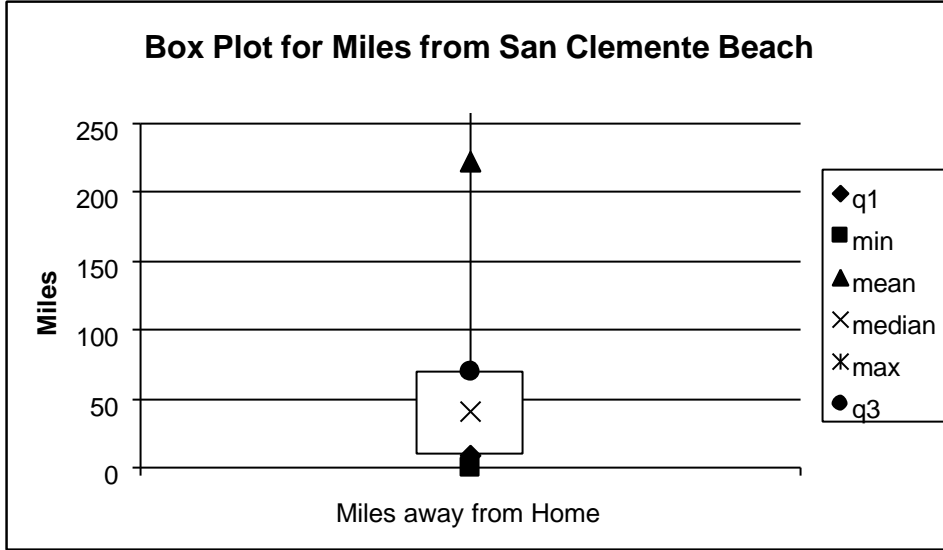 Box Plot for Miles from San Clemente Beach
250
200
150
100
50
0
Miles
Miles away from Home
q1
min
mean
median
max
q3